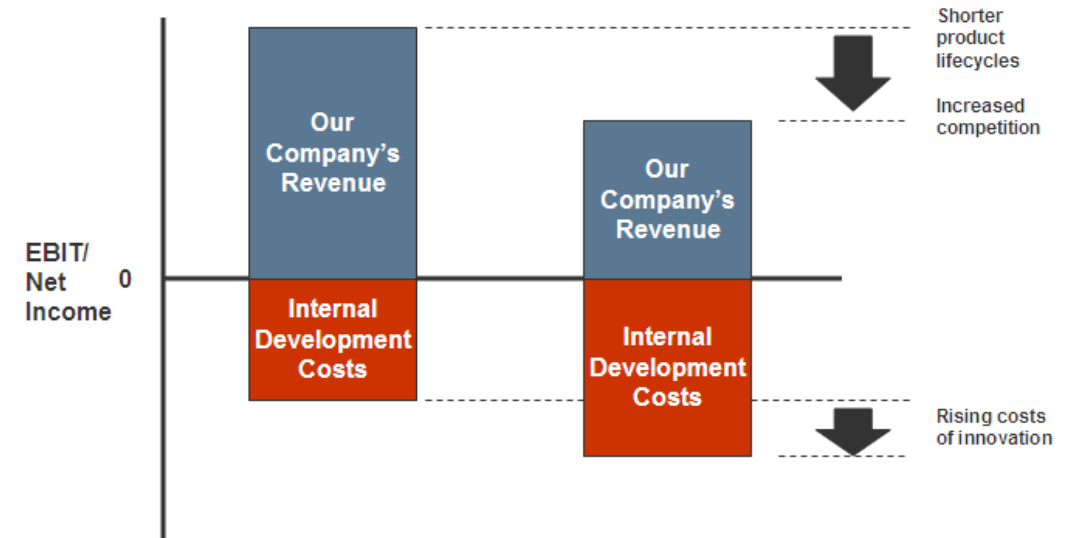 Shorter
product
lifecycles
Increased
competition
Our
Company’s
Revenue
Our
Company’s
Revenue
EBIT/
Net
Income
0
Internal
Development
Costs
Internal
Development
Costs
Rising costs
of innovation